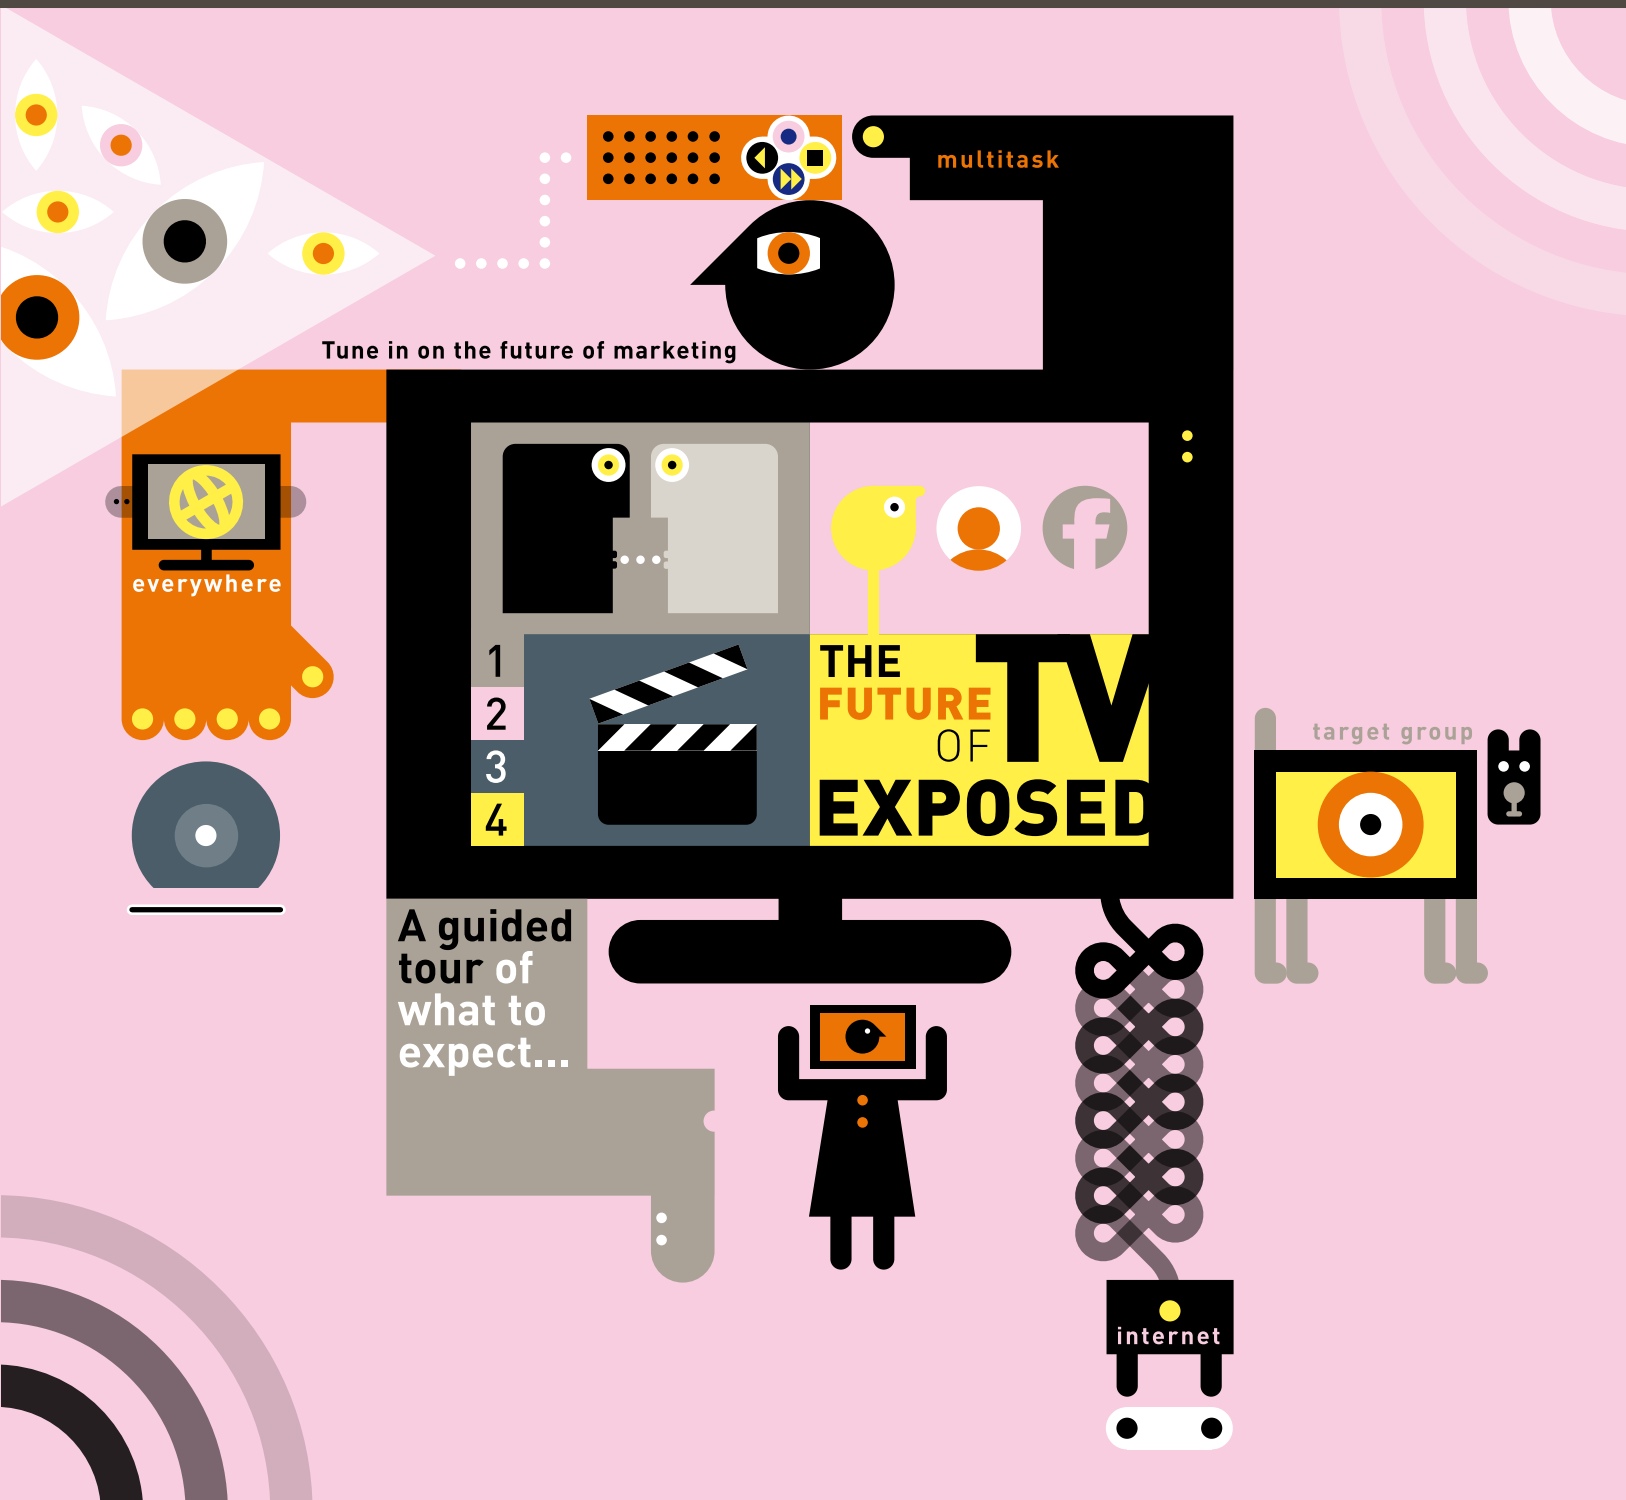 multitask
Tune in on the future of marketing
everywhere
1
2
3
4
THE
FUTURE
OF
TV
EXPOSED
target group
A guided
tour of
what to
expect...
internet